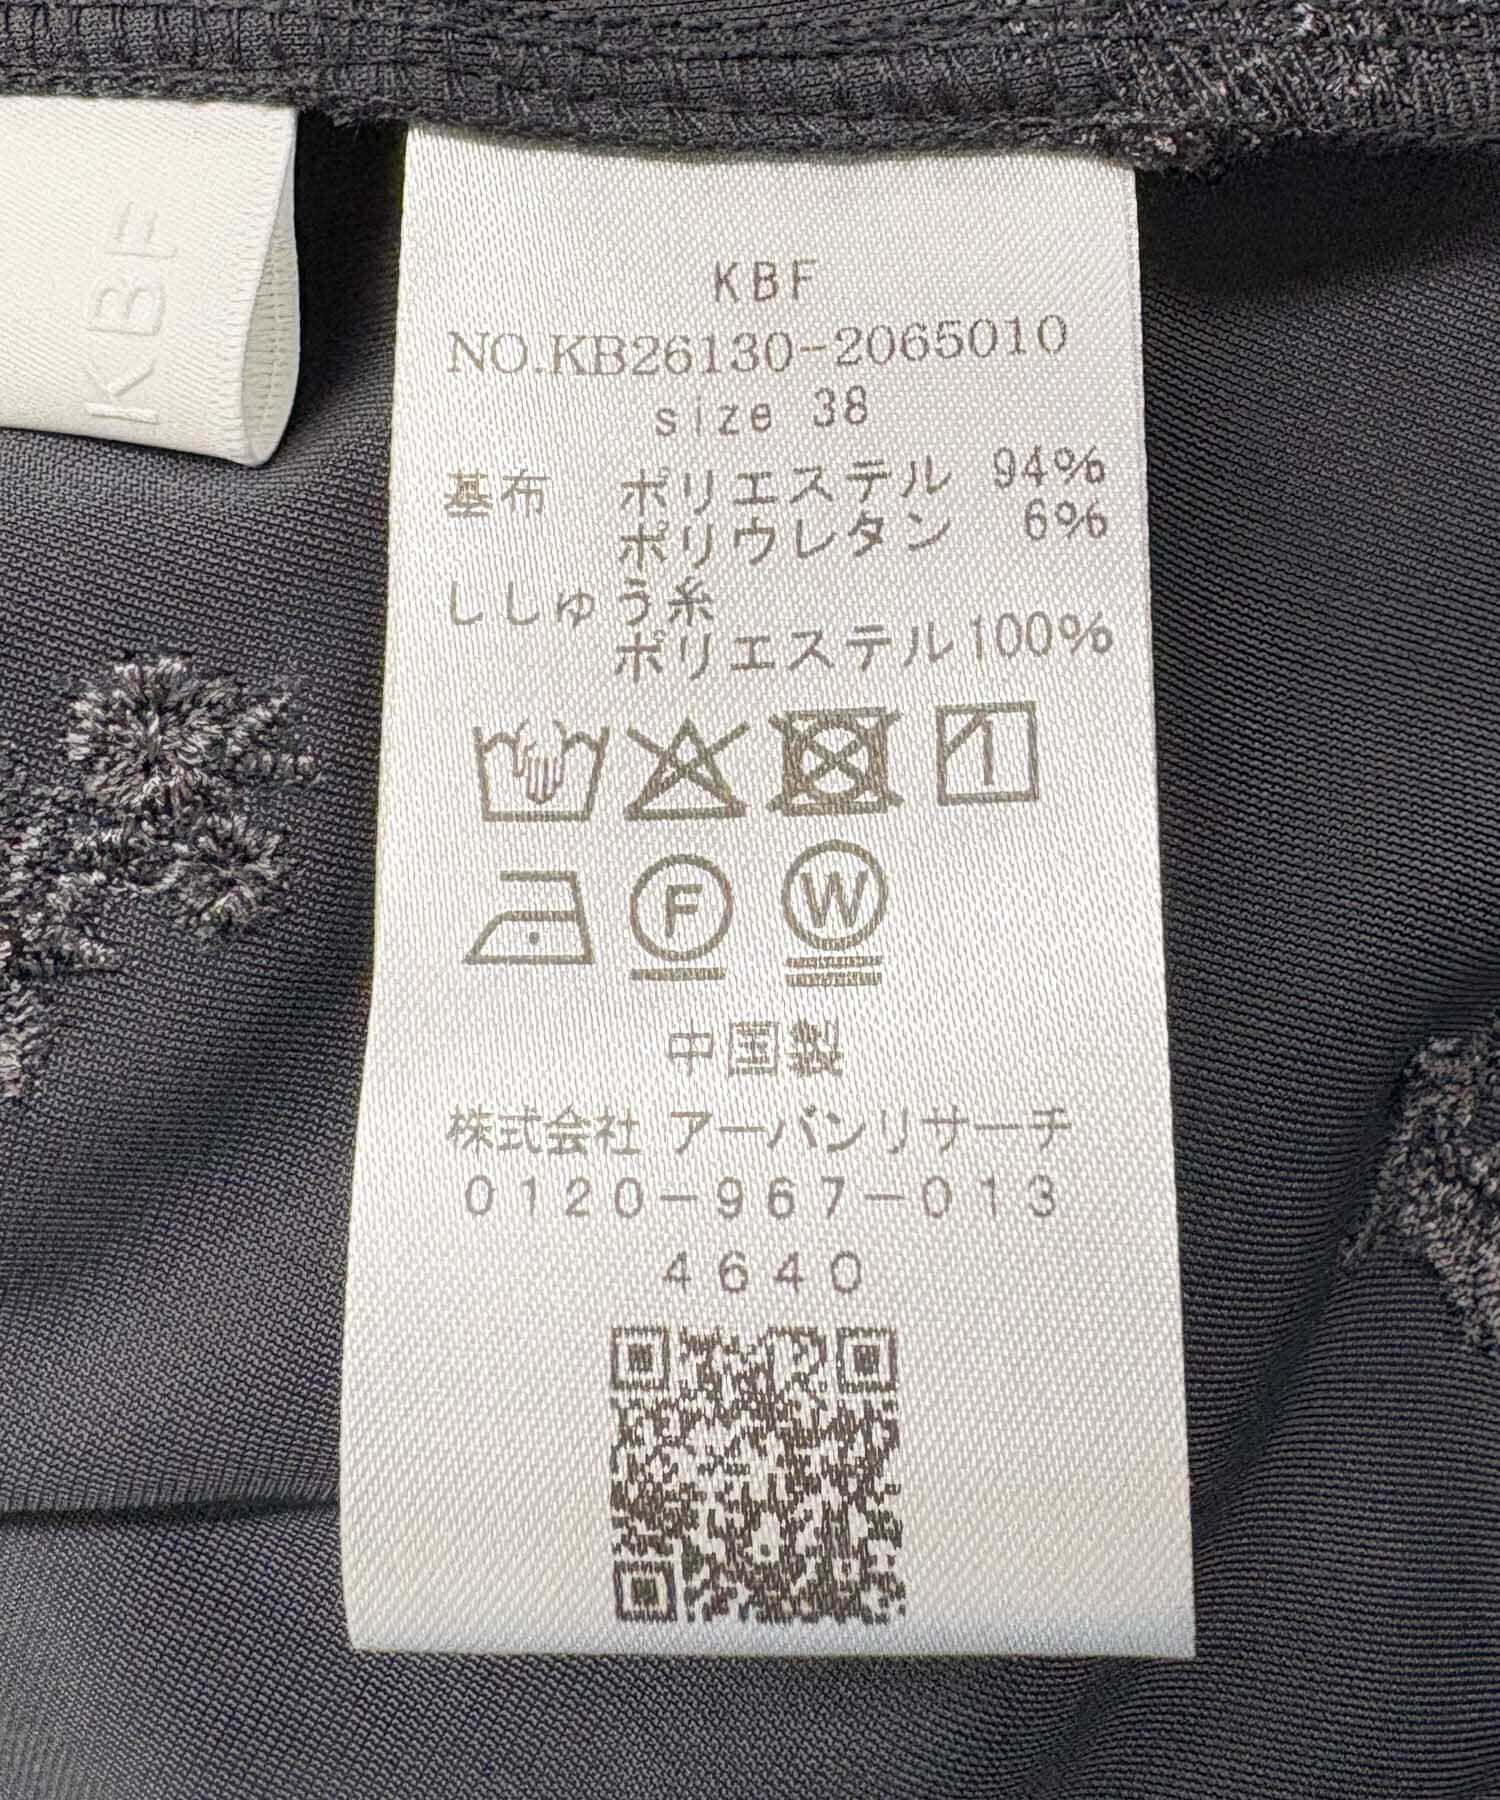 KBF
KBF
NO.KB26130-2065010
size 38
基布 ポリエステル 94%
ポリウレタン 6%
ししゅう糸
ポリエステル100%
F W
中国製
株式会社 アーバンリサーチ
0120-967-013
4640